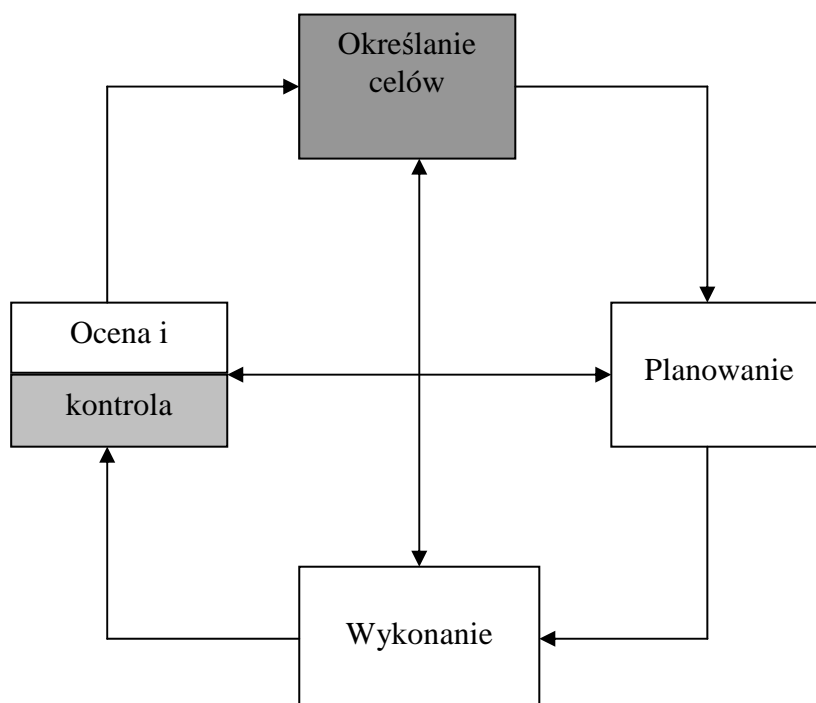 Określanie
celów
Ocena i
kontrola
Planowanie
Wykonanie